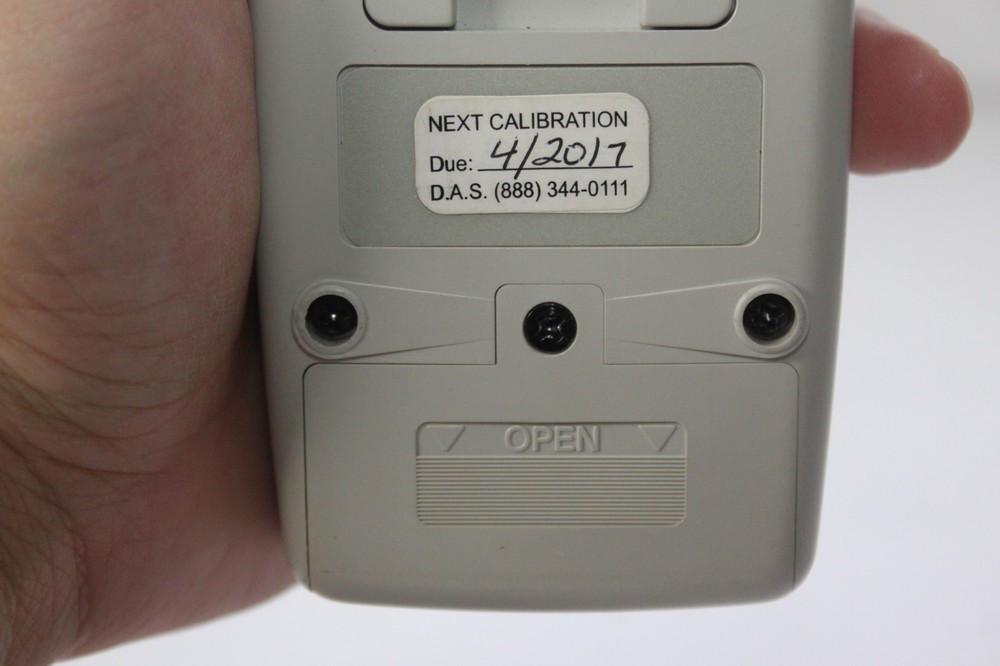 NEXT CALIBRATION
Due: 4/2017
D.A.S. (888) 344-0111
OPEN